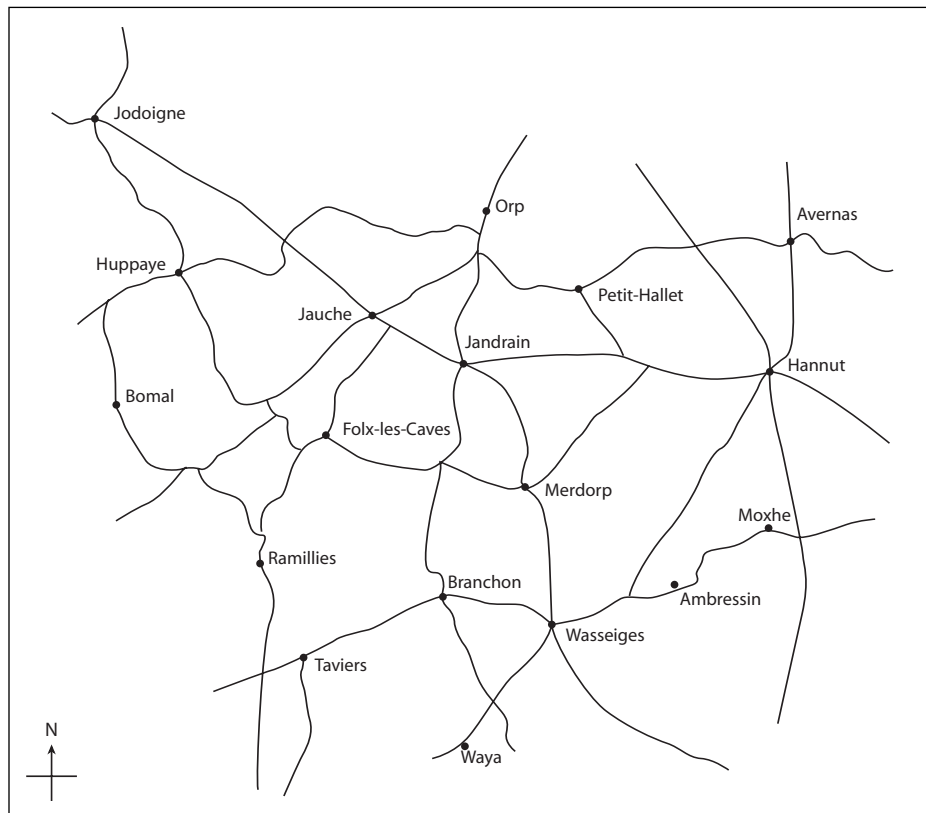 Jodoigne
Orp
Avernas
Huppaye
Petit-Hallet
Jauche
Jandrain
Hannut
Bomal
Folx-les-Caves
Merdorp
Moxhe
Ramillies
Branchon
Ambressin
Wasseiges
Taviers
N
Waya